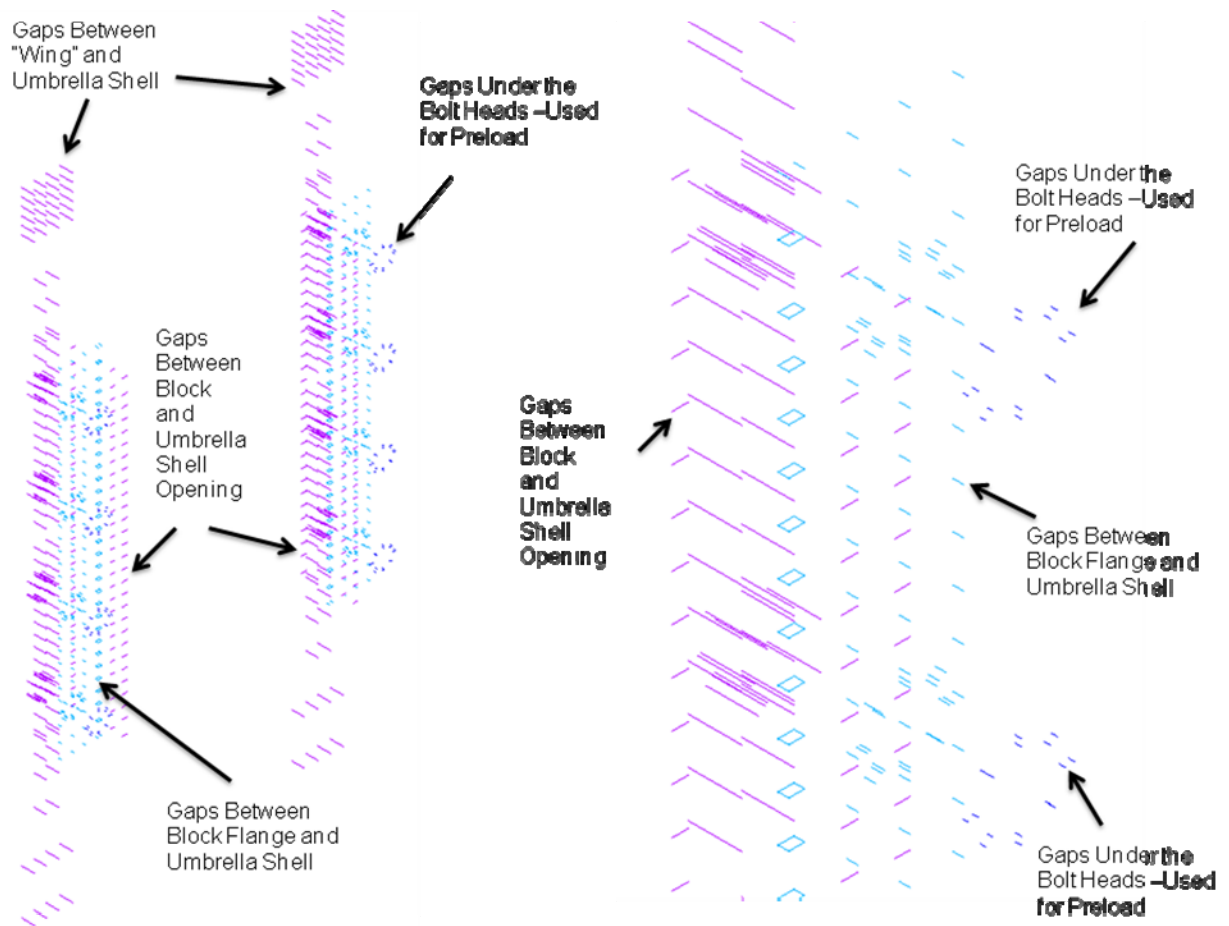 Gaps Between
"Wing" and
Umbrella Shell
Gaps Under the
Bolt Heads –Used
for Preload
Gaps
Between
Block
and
Umbrella
Shell
Opening
Gaps Between
Block Flange and
Umbrella Shell
Gaps Under the
Bolt Heads –Used
for Preload
Gaps
Between
Block
and
Umbrella
Shell
Opening
Gaps Between
Block Flange and
Umbrella Shell
Gaps Under the
Bolt Heads –Used
for Preload